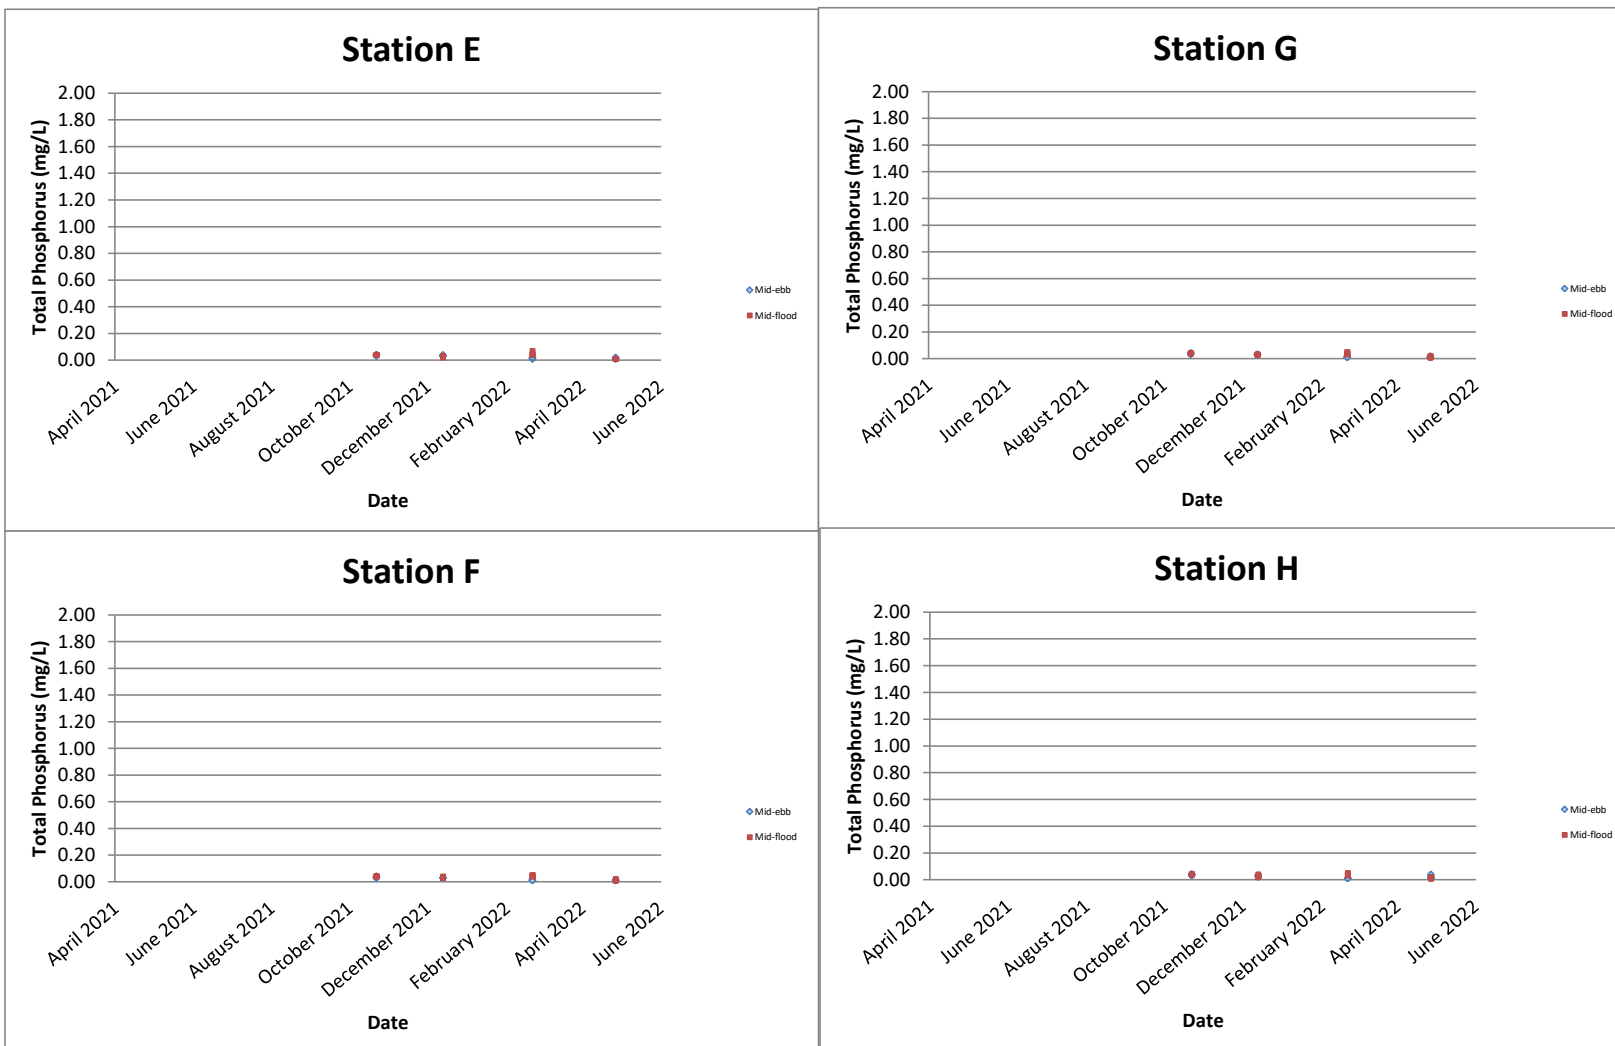 Station E
Total Phosphorus (mg/L)
2.00
1.80
1.60
1.40
1.20
1.00
0.80
0.60
0.40
0.20
0.00
April 2021
June 2021
August 2021
October 2021
December 2021
February 2022
April 2022
June 2022
Date
Mid-ebb
Mid-flood
Station G
Total Phosphorus (mg/L)
2.00
1.80
1.60
1.40
1.20
1.00
0.80
0.60
0.40
0.20
0.00
April 2021
June 2021
August 2021
October 2021
December 2021
February 2022
April 2022
June 2022
Date
Mid-ebb
Mid-flood
Station F
Total Phosphorus (mg/L)
2.00
1.80
1.60
1.40
1.20
1.00
0.80
0.60
0.40
0.20
0.00
April 2021
June 2021
August 2021
October 2021
December 2021
February 2022
April 2022
June 2022
Date
Mid-ebb
Mid-flood
Station H
Total Phosphorus (mg/L)
2.00
1.80
1.60
1.40
1.20
1.00
0.80
0.60
0.40
0.20
0.00
April 2021
June 2021
August 2021
October 2021
December 2021
February 2022
April 2022
June 2022
Date
Mid-ebb
Mid-flood